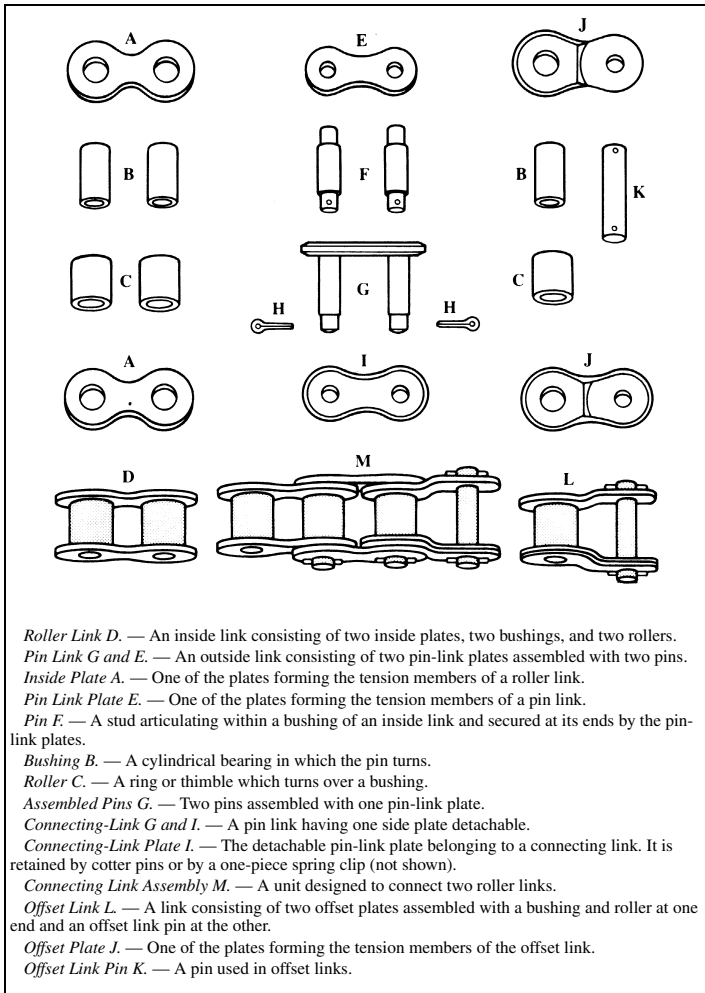 A
E
J
B
F
B
K
C
G
C
H
H
A
I
J
D
M
L
Roller Link D. — An inside link consisting of two inside plates, two bushings, and two rollers.
Pin Link G and E. — An outside link consisting of two pin-link plates assembled with two pins.
Inside Plate A. — One of the plates forming the tension members of a roller link.
Pin Link Plate E. — One of the plates forming the tension members of a pin link.
Pin F. — A stud articulating within a bushing of an inside link and secured at its ends by the pin-
link plates.
Bushing B. — A cylindrical bearing in which the pin turns.
Roller C. — A ring or thimble which turns over a bushing.
Assembled Pins G. — Two pins assembled with one pin-link plate.
Connecting-Link G and I. — A pin link having one side plate detachable.
Connecting-Link Plate I. — The detachable pin-link plate belonging to a connecting link. It is
retained by cotter pins or by a one-piece spring clip (not shown).
Connecting Link Assembly M. — A unit designed to connect two roller links.
Offset Link L. — A link consisting of two offset plates assembled with a bushing and roller at one
end and an offset link pin at the other.
Offset Plate J. — One of the plates forming the tension members of the offset link.
Offset Link Pin K. — A pin used in offset links.